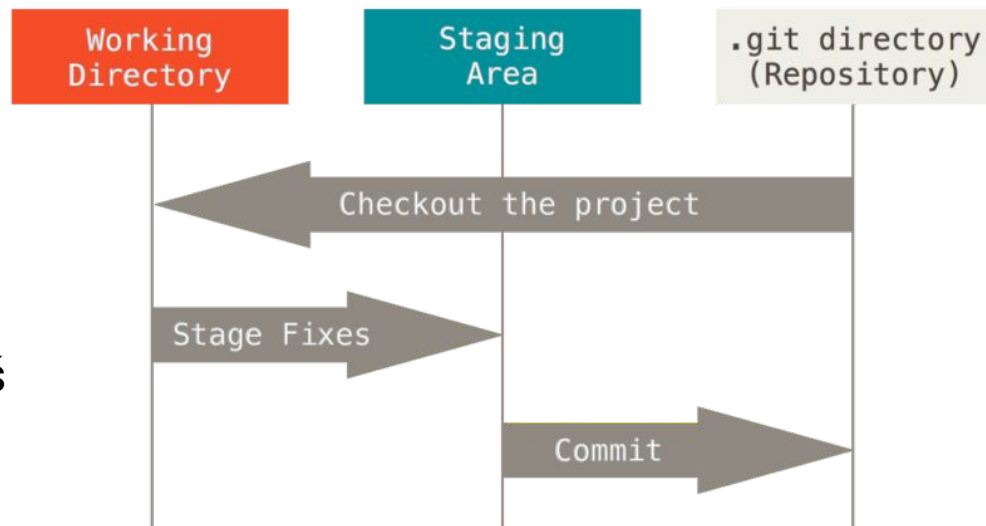 Working
Directory
Staging
Area
.git directory
(Repository)
Checkout the project
Stage Fixes
ś
Commit